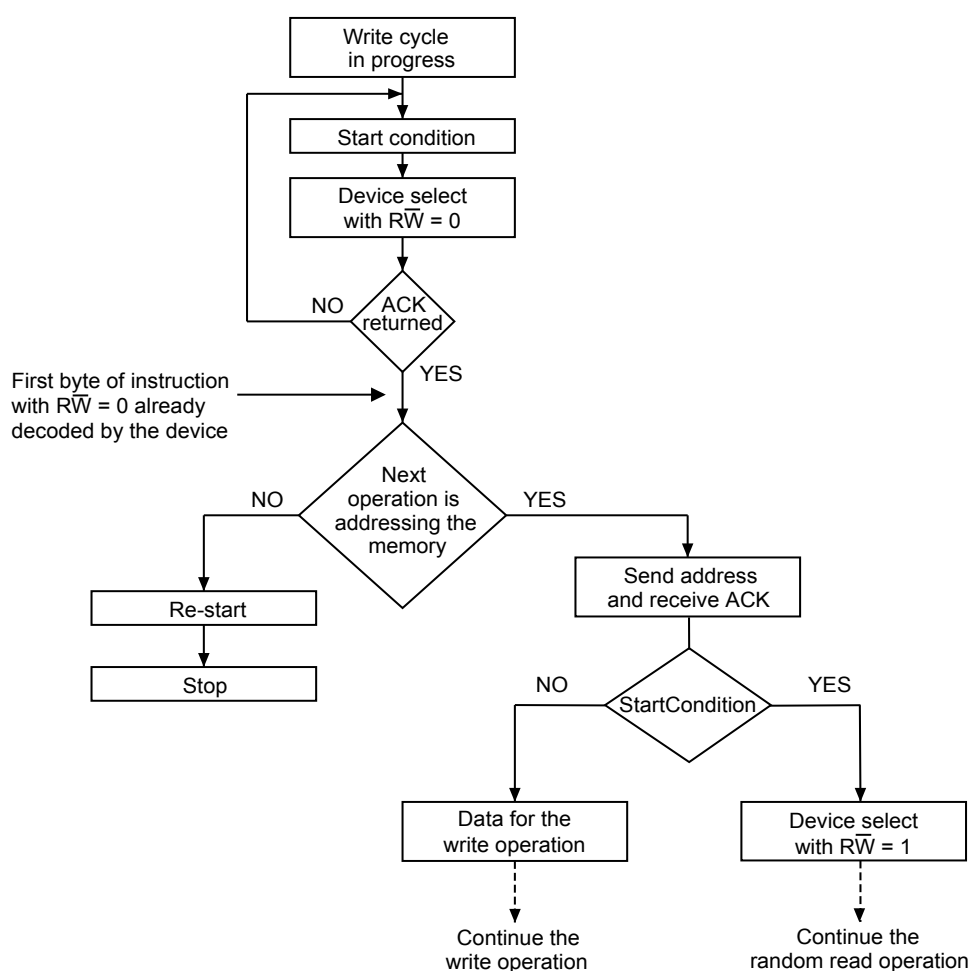 Write cycle
in progress
Start condition
Device select
with RW̅ = 0
NO
ACK
returned
YES
First byte of instruction
with RW̅ = 0 already
decoded by the device
NO
Next
operation is
addressing the
memory
YES
Send address
and receive ACK
Re-start
Stop
NO
StartCondition
YES
Data for the
write operation
Device select
with RW̅ = 1
Continue the
write operation
Continue the
random read operation